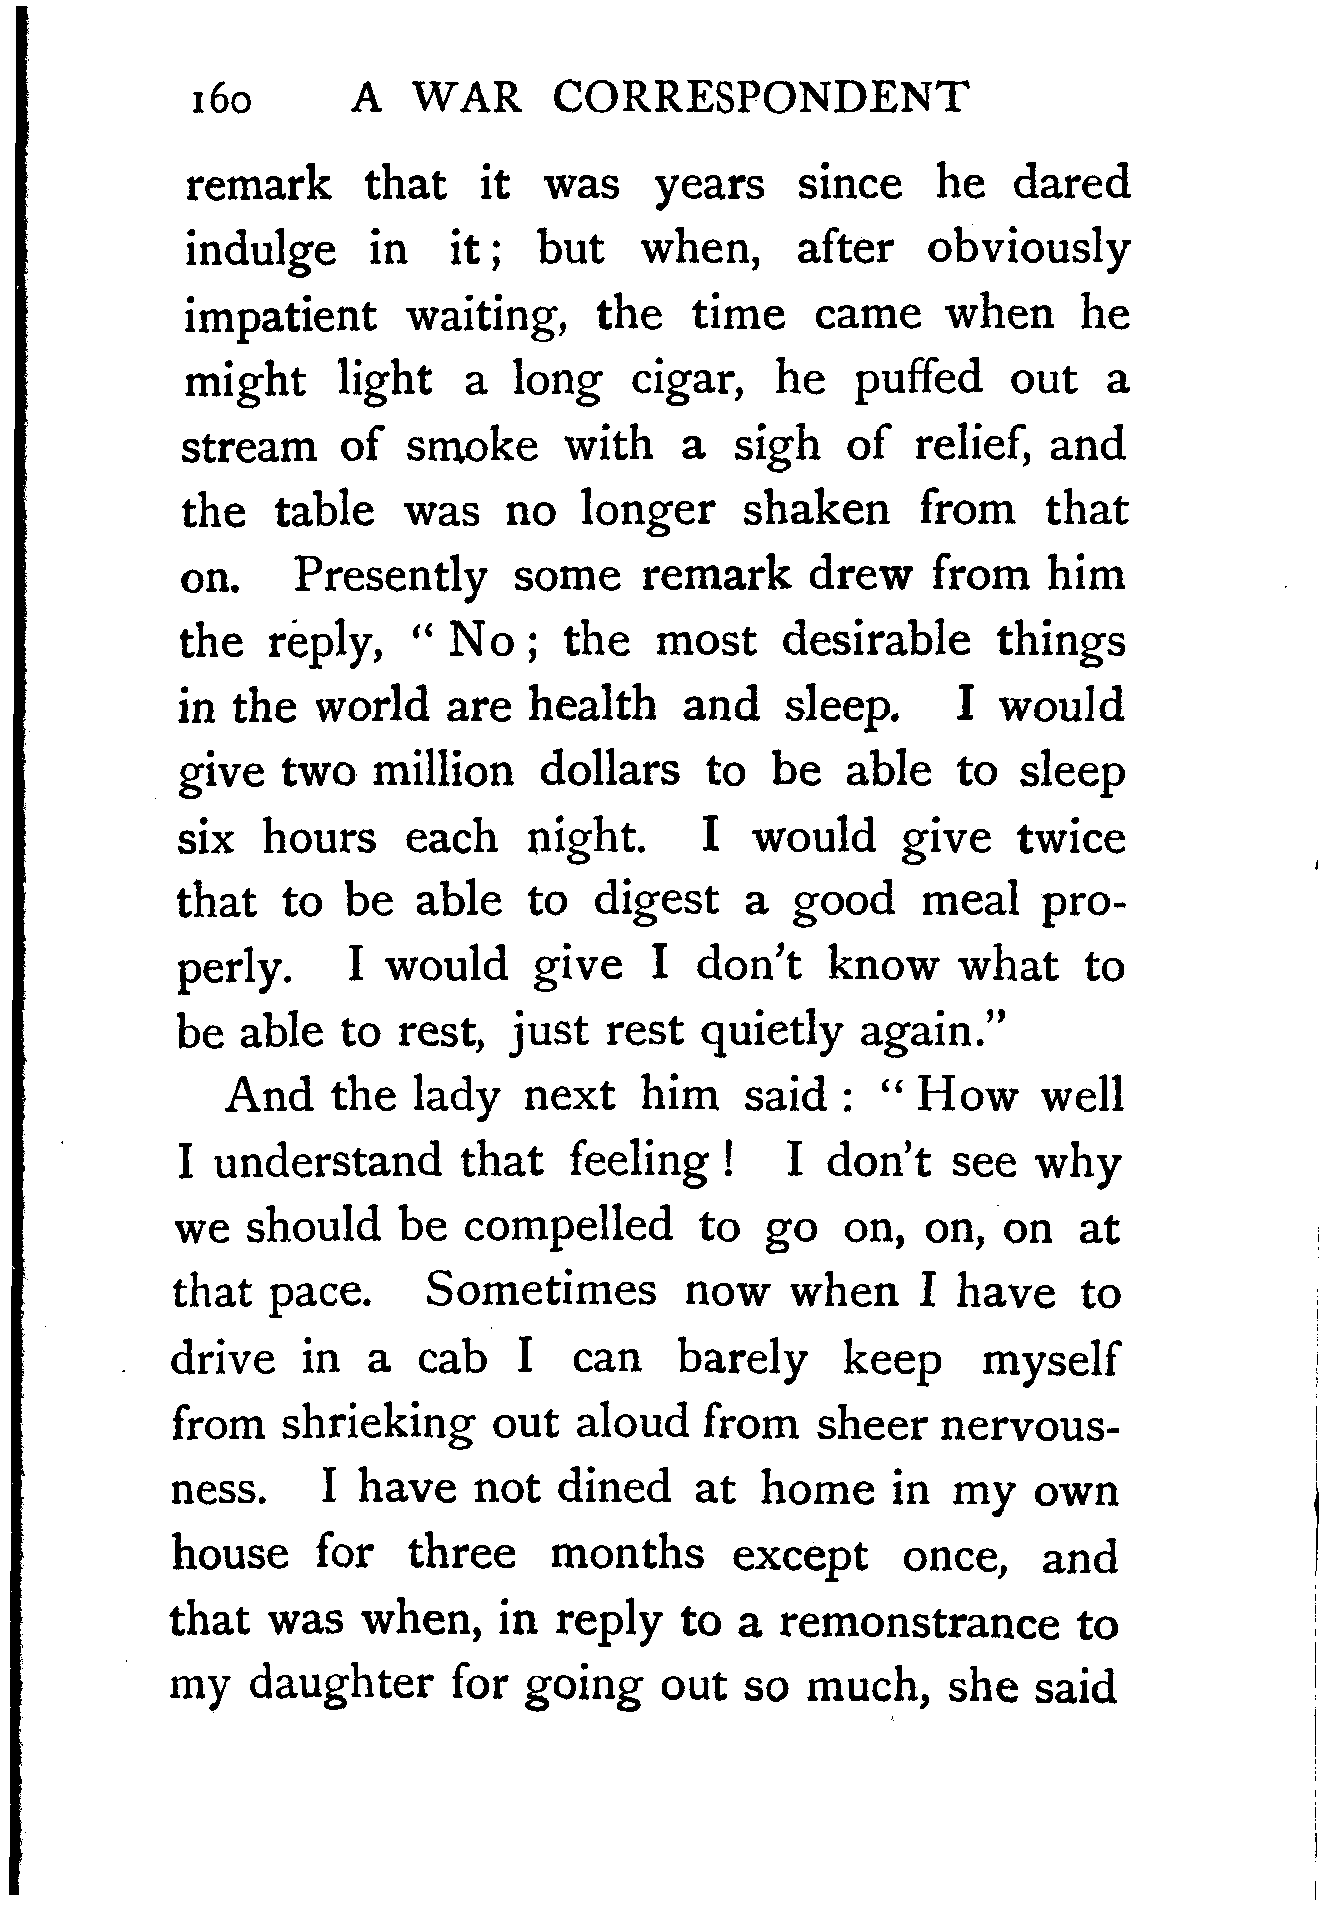 160 A WAR CORRESPONDENT
remark that it was years since he dared
indulge in it; but when, after obviously
impatient waiting, the time came when he
might light a long cigar, he puffed out a
stream of smoke with a sigh of relief, and
the table was no longer shaken from that
on. Presently some remark drew from him
the reply, “ No ; the most desirable things
in the world are health and sleep. I would
give two million dollars to be able to sleep
six hours each night. I would give twice
that to be able to digest a good meal pro-
perly. I would give I don't know what to
be able to rest, just rest quietly again.”
And the lady next him said : “ How well
I understand that feeling ! I don't see why
we should be compelled to go on, on, on at
that pace. Sometimes now when I have to
drive in a cab I can barely keep myself
from shrieking out aloud from sheer nervous-
ness. I have not dined at home in my own
house for three months except once, and
that was when, in reply to a remonstrance to
my daughter for going out so much, she said